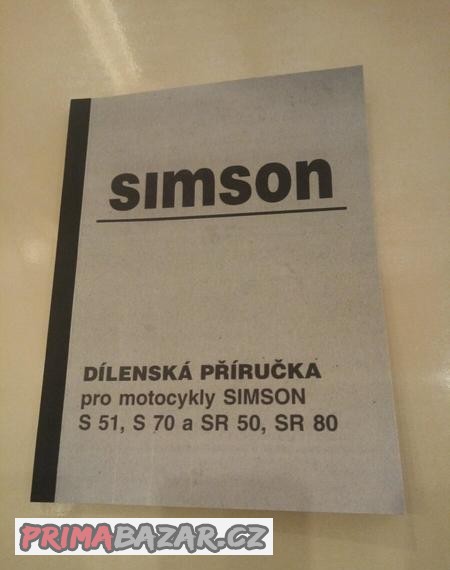 simson
DÍLENSKÁ PŘÍRUČKA
pro motocykly SIMSON
S 51, S 70 a SR 50, SR 80
PRIMABAZAR.CZ